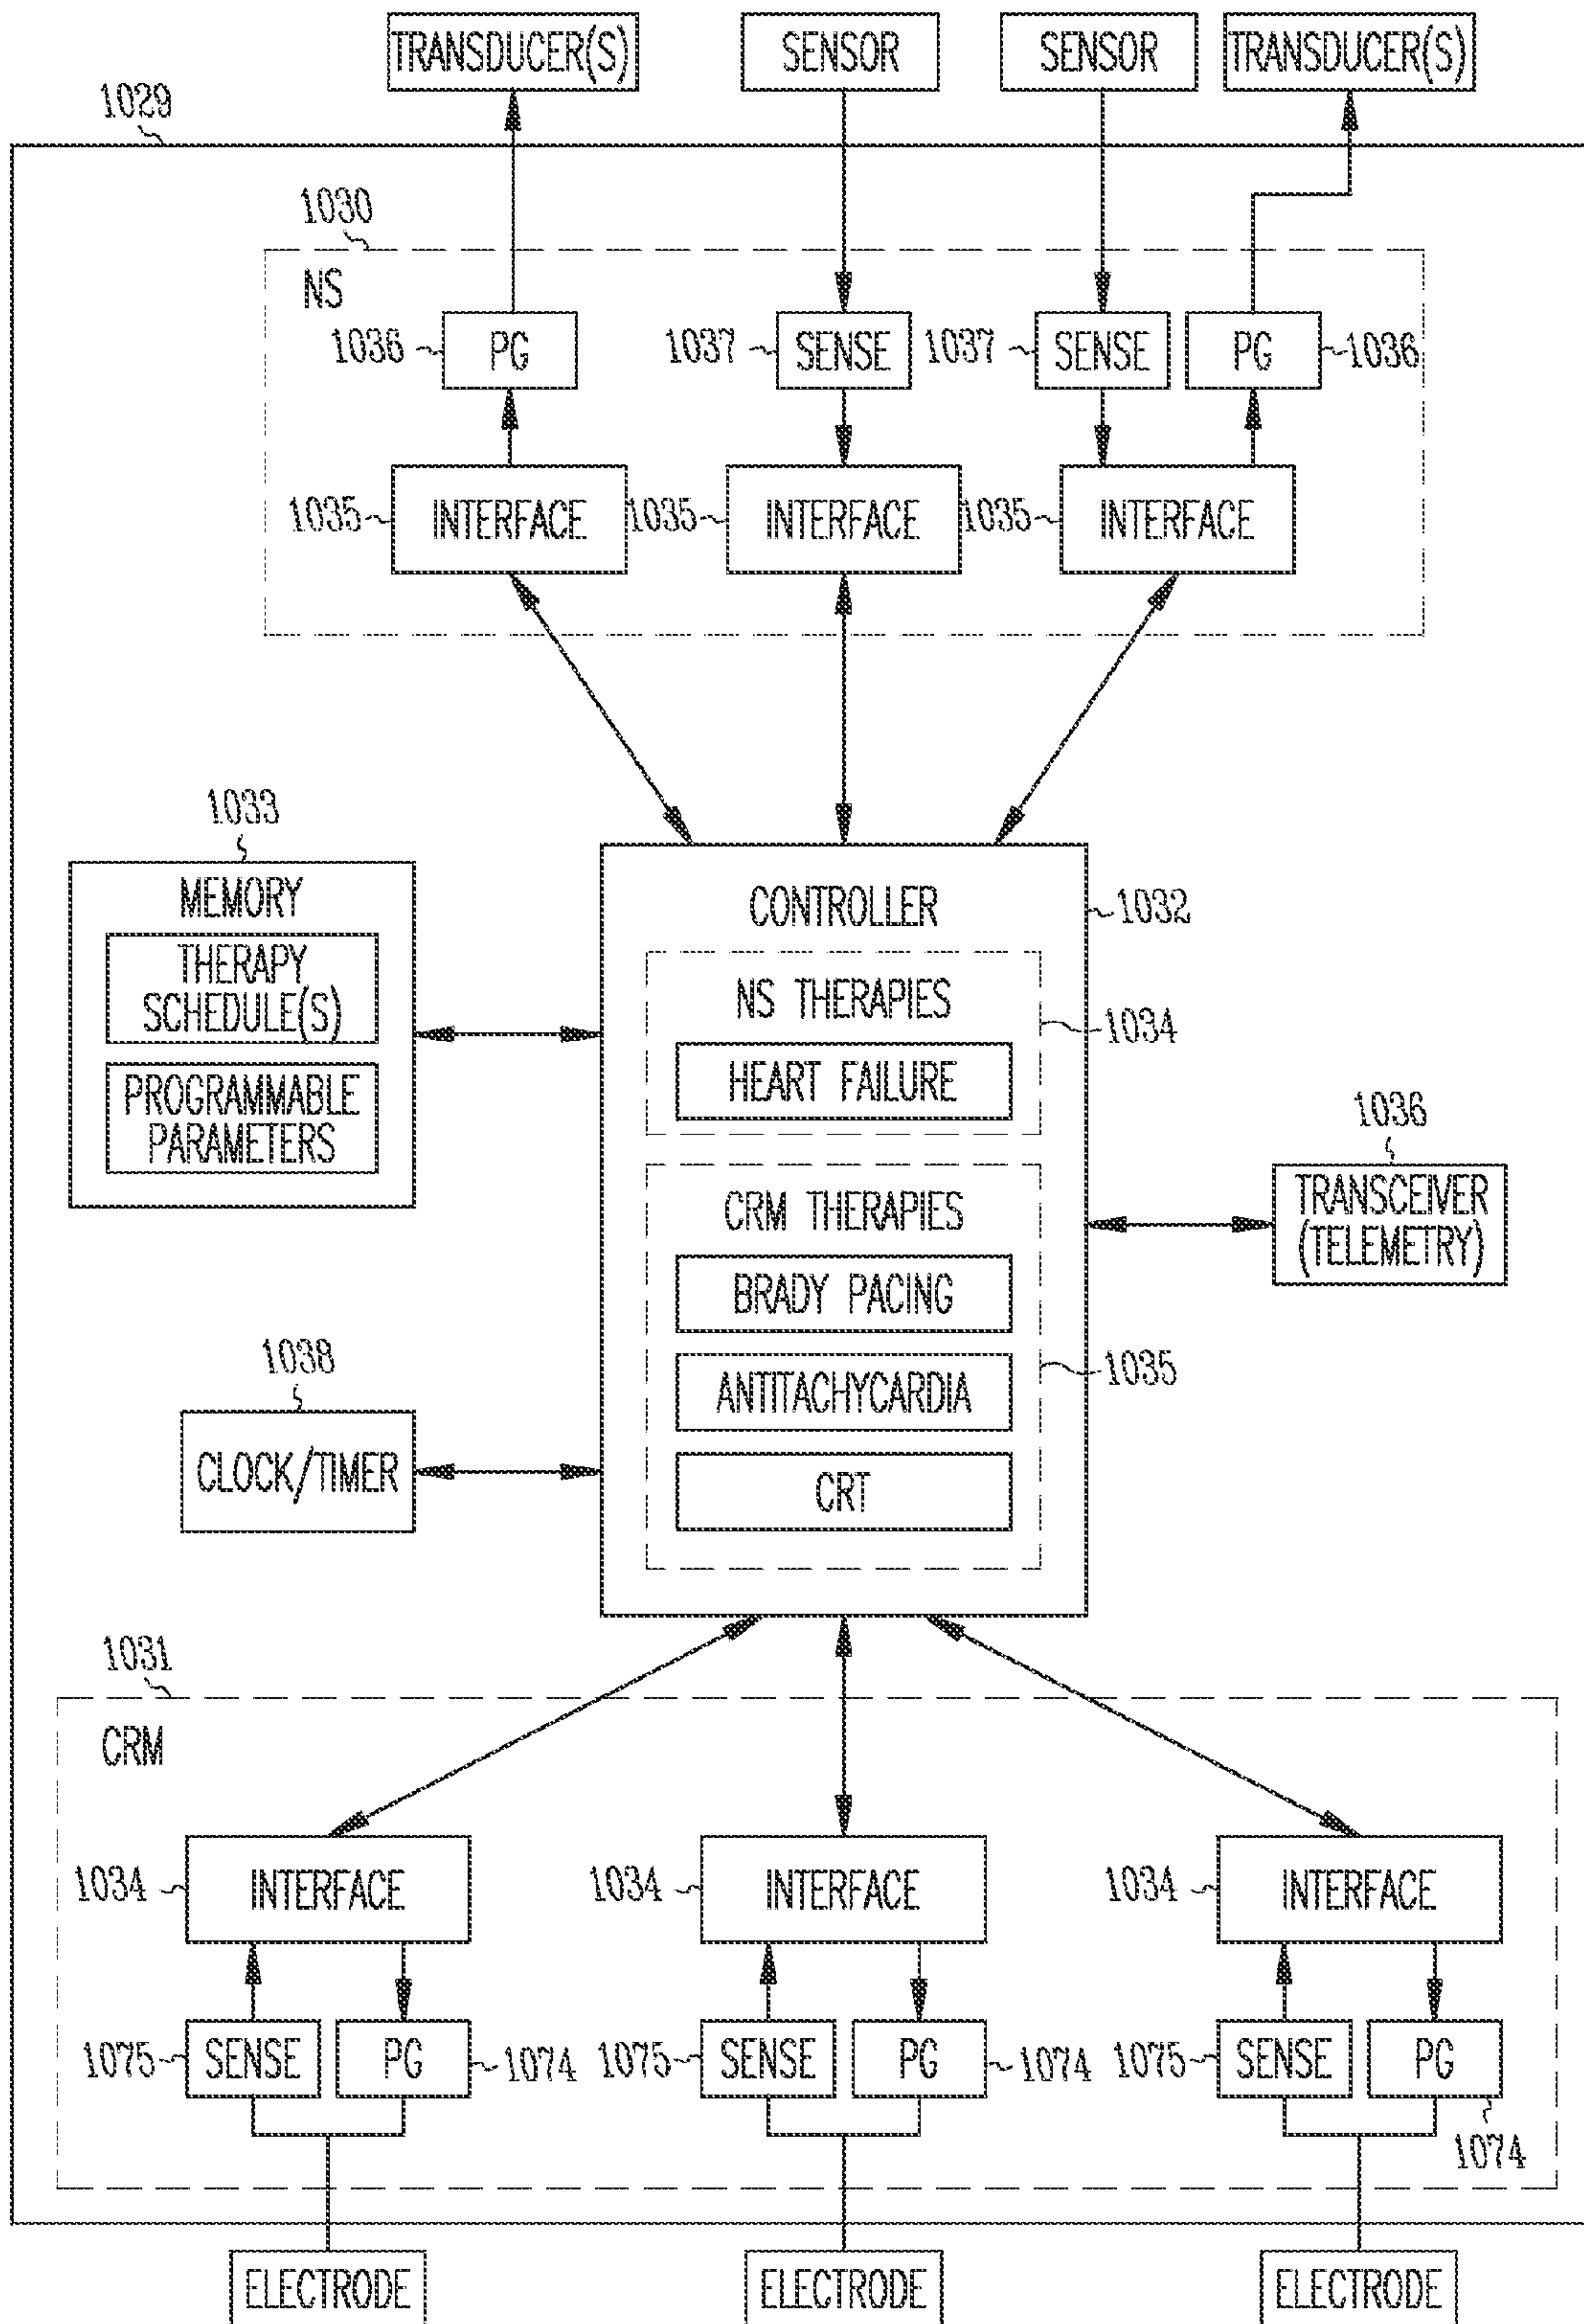 TRANSDUCER(S)
SENSOR
SENSOR
TRANSDUCER(S)
1029
1030
NS
1036
PG
1037
SENSE
1037
SENSE
PG
1036
1035
INTERFACE
1035
INTERFACE
1035
INTERFACE
1033
MEMORY
THERAPY
SCHEDULE(S)
PROGRAMMABLE
PARAMETERS
CONTROLLER
1032
NS THERAPIES
1034
HEART FAILURE
1036
TRANSCEIVER
(TELEMETRY)
CRM THERAPIES
BRADY PACING
1035
ANTITACHYCARDIA
CRT
1038
CLOCK/TIMER
1031
CRM
1034
INTERFACE
1034
INTERFACE
1034
INTERFACE
1075
SENSE
PG
1074
1075
SENSE
PG
1074
1075
SENSE
PG
1074
ELECTRODE
ELECTRODE
ELECTRODE